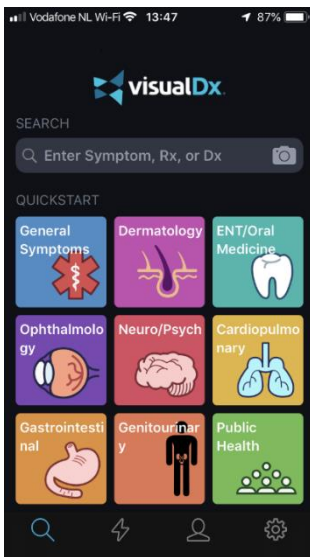 Vodafone NL Wi-Fi 13:47 87%
visualDx.
SEARCH
Enter Symptom, Rx, or Dx
QUICKSTART
General
Symptoms
Dermatology
ENT/Oral
Medicine
Ophthalmolo
gy
Neuro/Psych
Cardiopulmo
nary
Gastrointesti
nal
Genitourinar
y
Public
Health